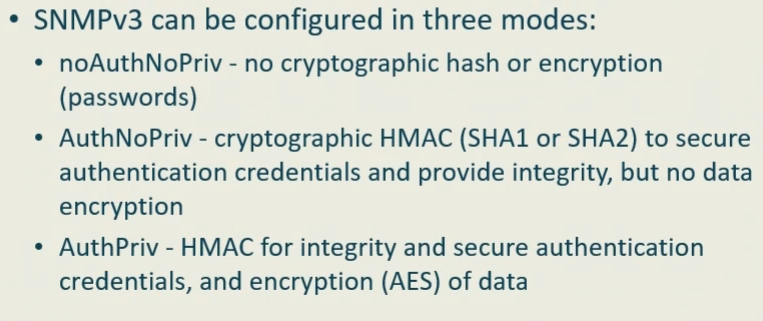 • SNMPv3 can be configured in three modes:
• noAuthNoPriv - no cryptographic hash or encryption
(passwords)
• AuthNoPriv - cryptographic HMAC (SHA1 or SHA2) to secure
authentication credentials and provide integrity, but no data
encryption
• AuthPriv - HMAC for integrity and secure authentication
credentials, and encryption (AES) of data